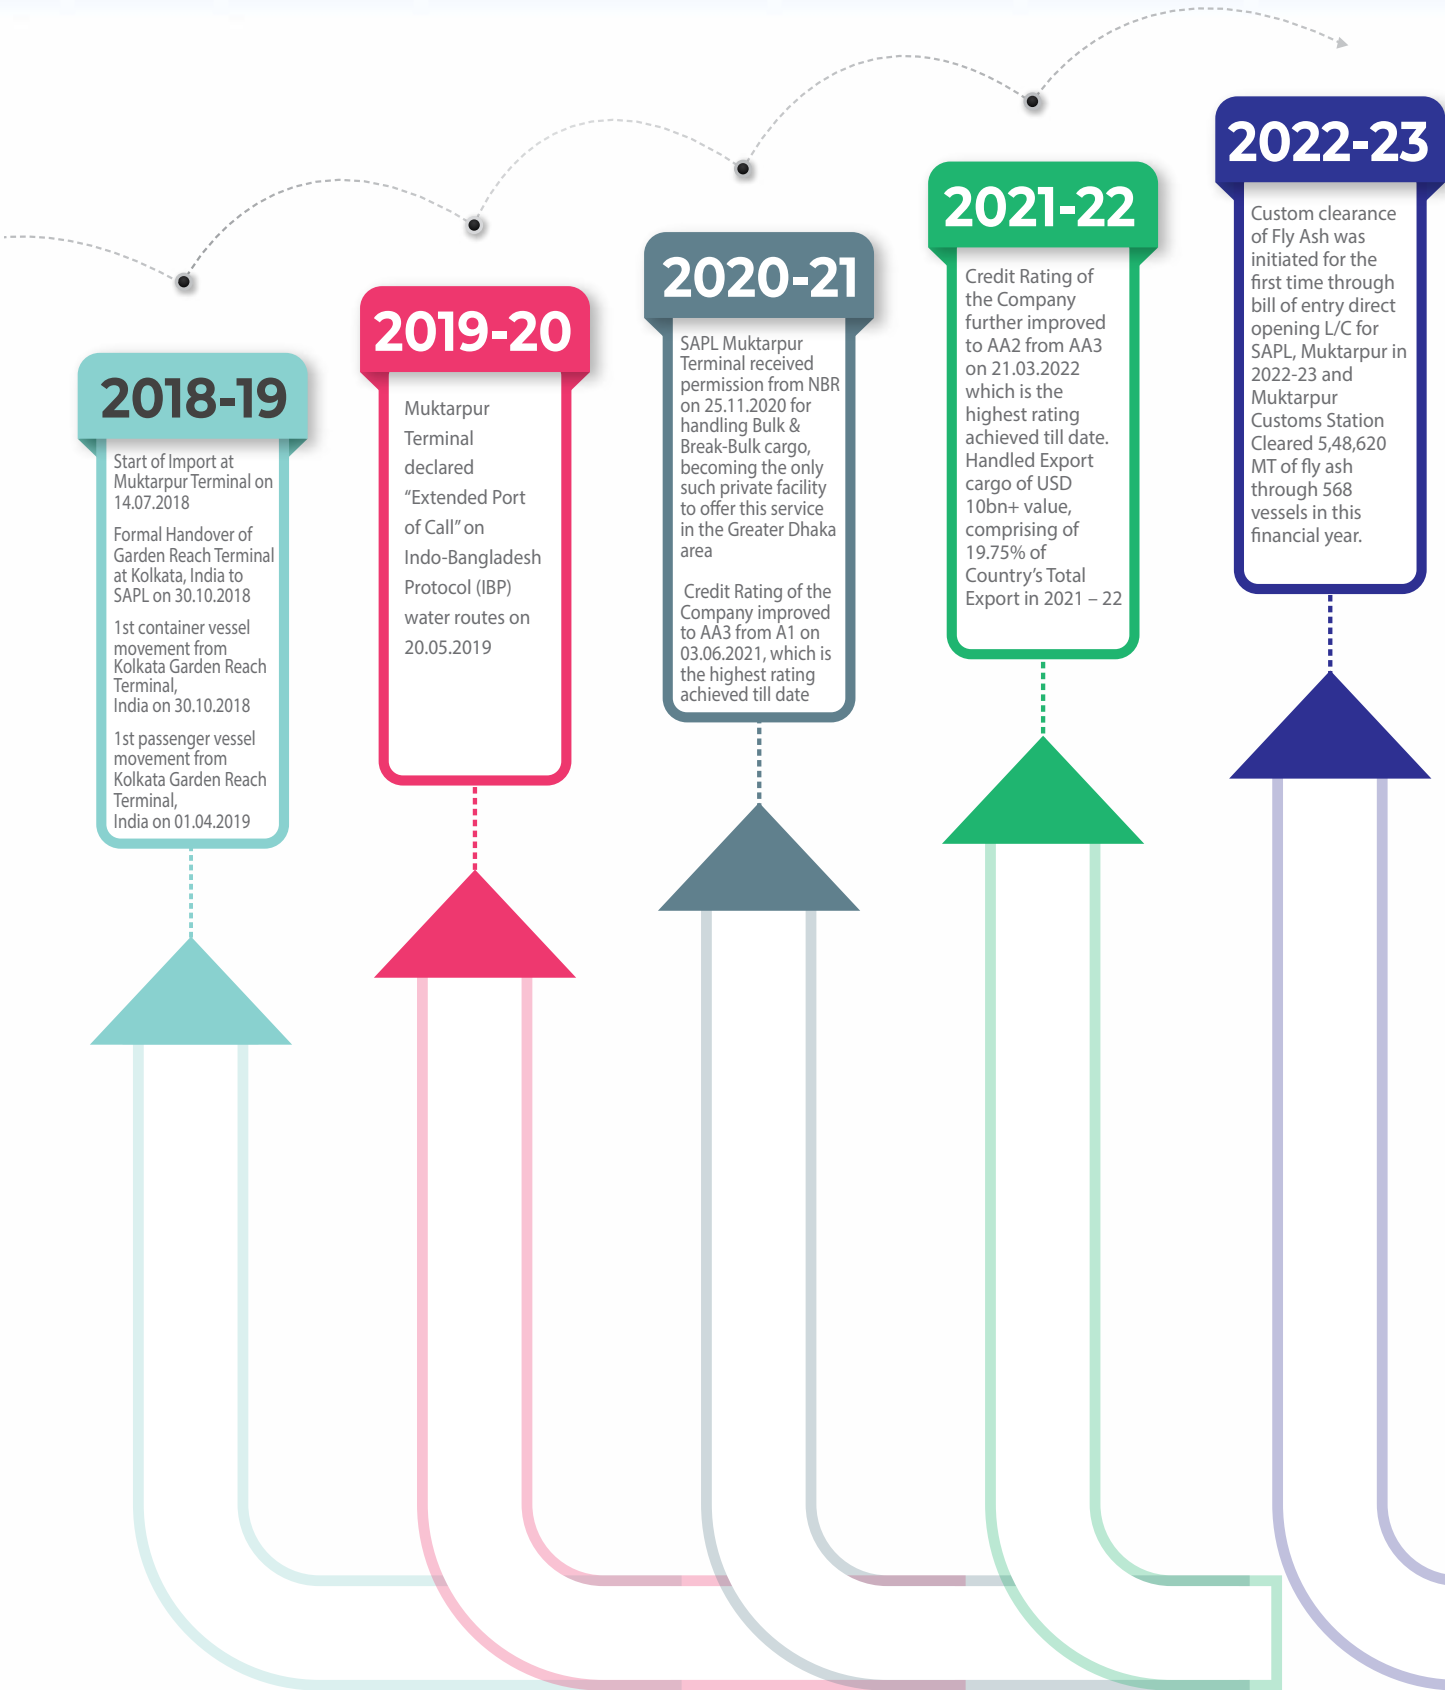 2018-19
Start of Import at
Muktarpur Terminal on
14.07.2018
Formal Handover of
Garden Reach Terminal
at Kolkata, India to
SAPL on 30.10.2018
1st container vessel
movement from
Kolkata Garden Reach
Terminal,
India on 30.10.2018
1st passenger vessel
movement from
Kolkata Garden Reach
Terminal,
India on 01.04.2019
2019-20
Muktarpur
Terminal
declared
“Extended Port
of Call” on
Indo-Bangladesh
Protocol (IBP)
water routes on
20.05.2019
2020-21
SAPL Muktarpur
Terminal received
permission from NBR
on 25.11.2020 for
handling Bulk &
Break-Bulk cargo,
becoming the only
such private facility
to offer this service
in the Greater Dhaka
area
Credit Rating of the
Company improved
to AA3 from A1 on
03.06.2021, which is
the highest rating
achieved till date
2021-22
Credit Rating of
the Company
further improved
to AA2 from AA3
on 21.03.2022
which is the
highest rating
achieved till date.
Handled Export
cargo of USD
10bn+ value,
comprising of
19.75% of
Country’s Total
Export in 2021 – 22
2022-23
Custom clearance
of Fly Ash was
initiated for the
first time through
bill of entry direct
opening L/C for
SAPL, Muktarpur in
2022-23 and
Muktarpur
Customs Station
Cleared 5,48,620
MT of fly ash
through 568
vessels in this
financial year.